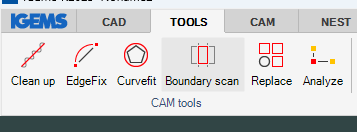 IGEMS CAD TOOLS CAM NEST
Clean up EdgeFix Curvefit Boundary scan Replace Analyze
CAM tools